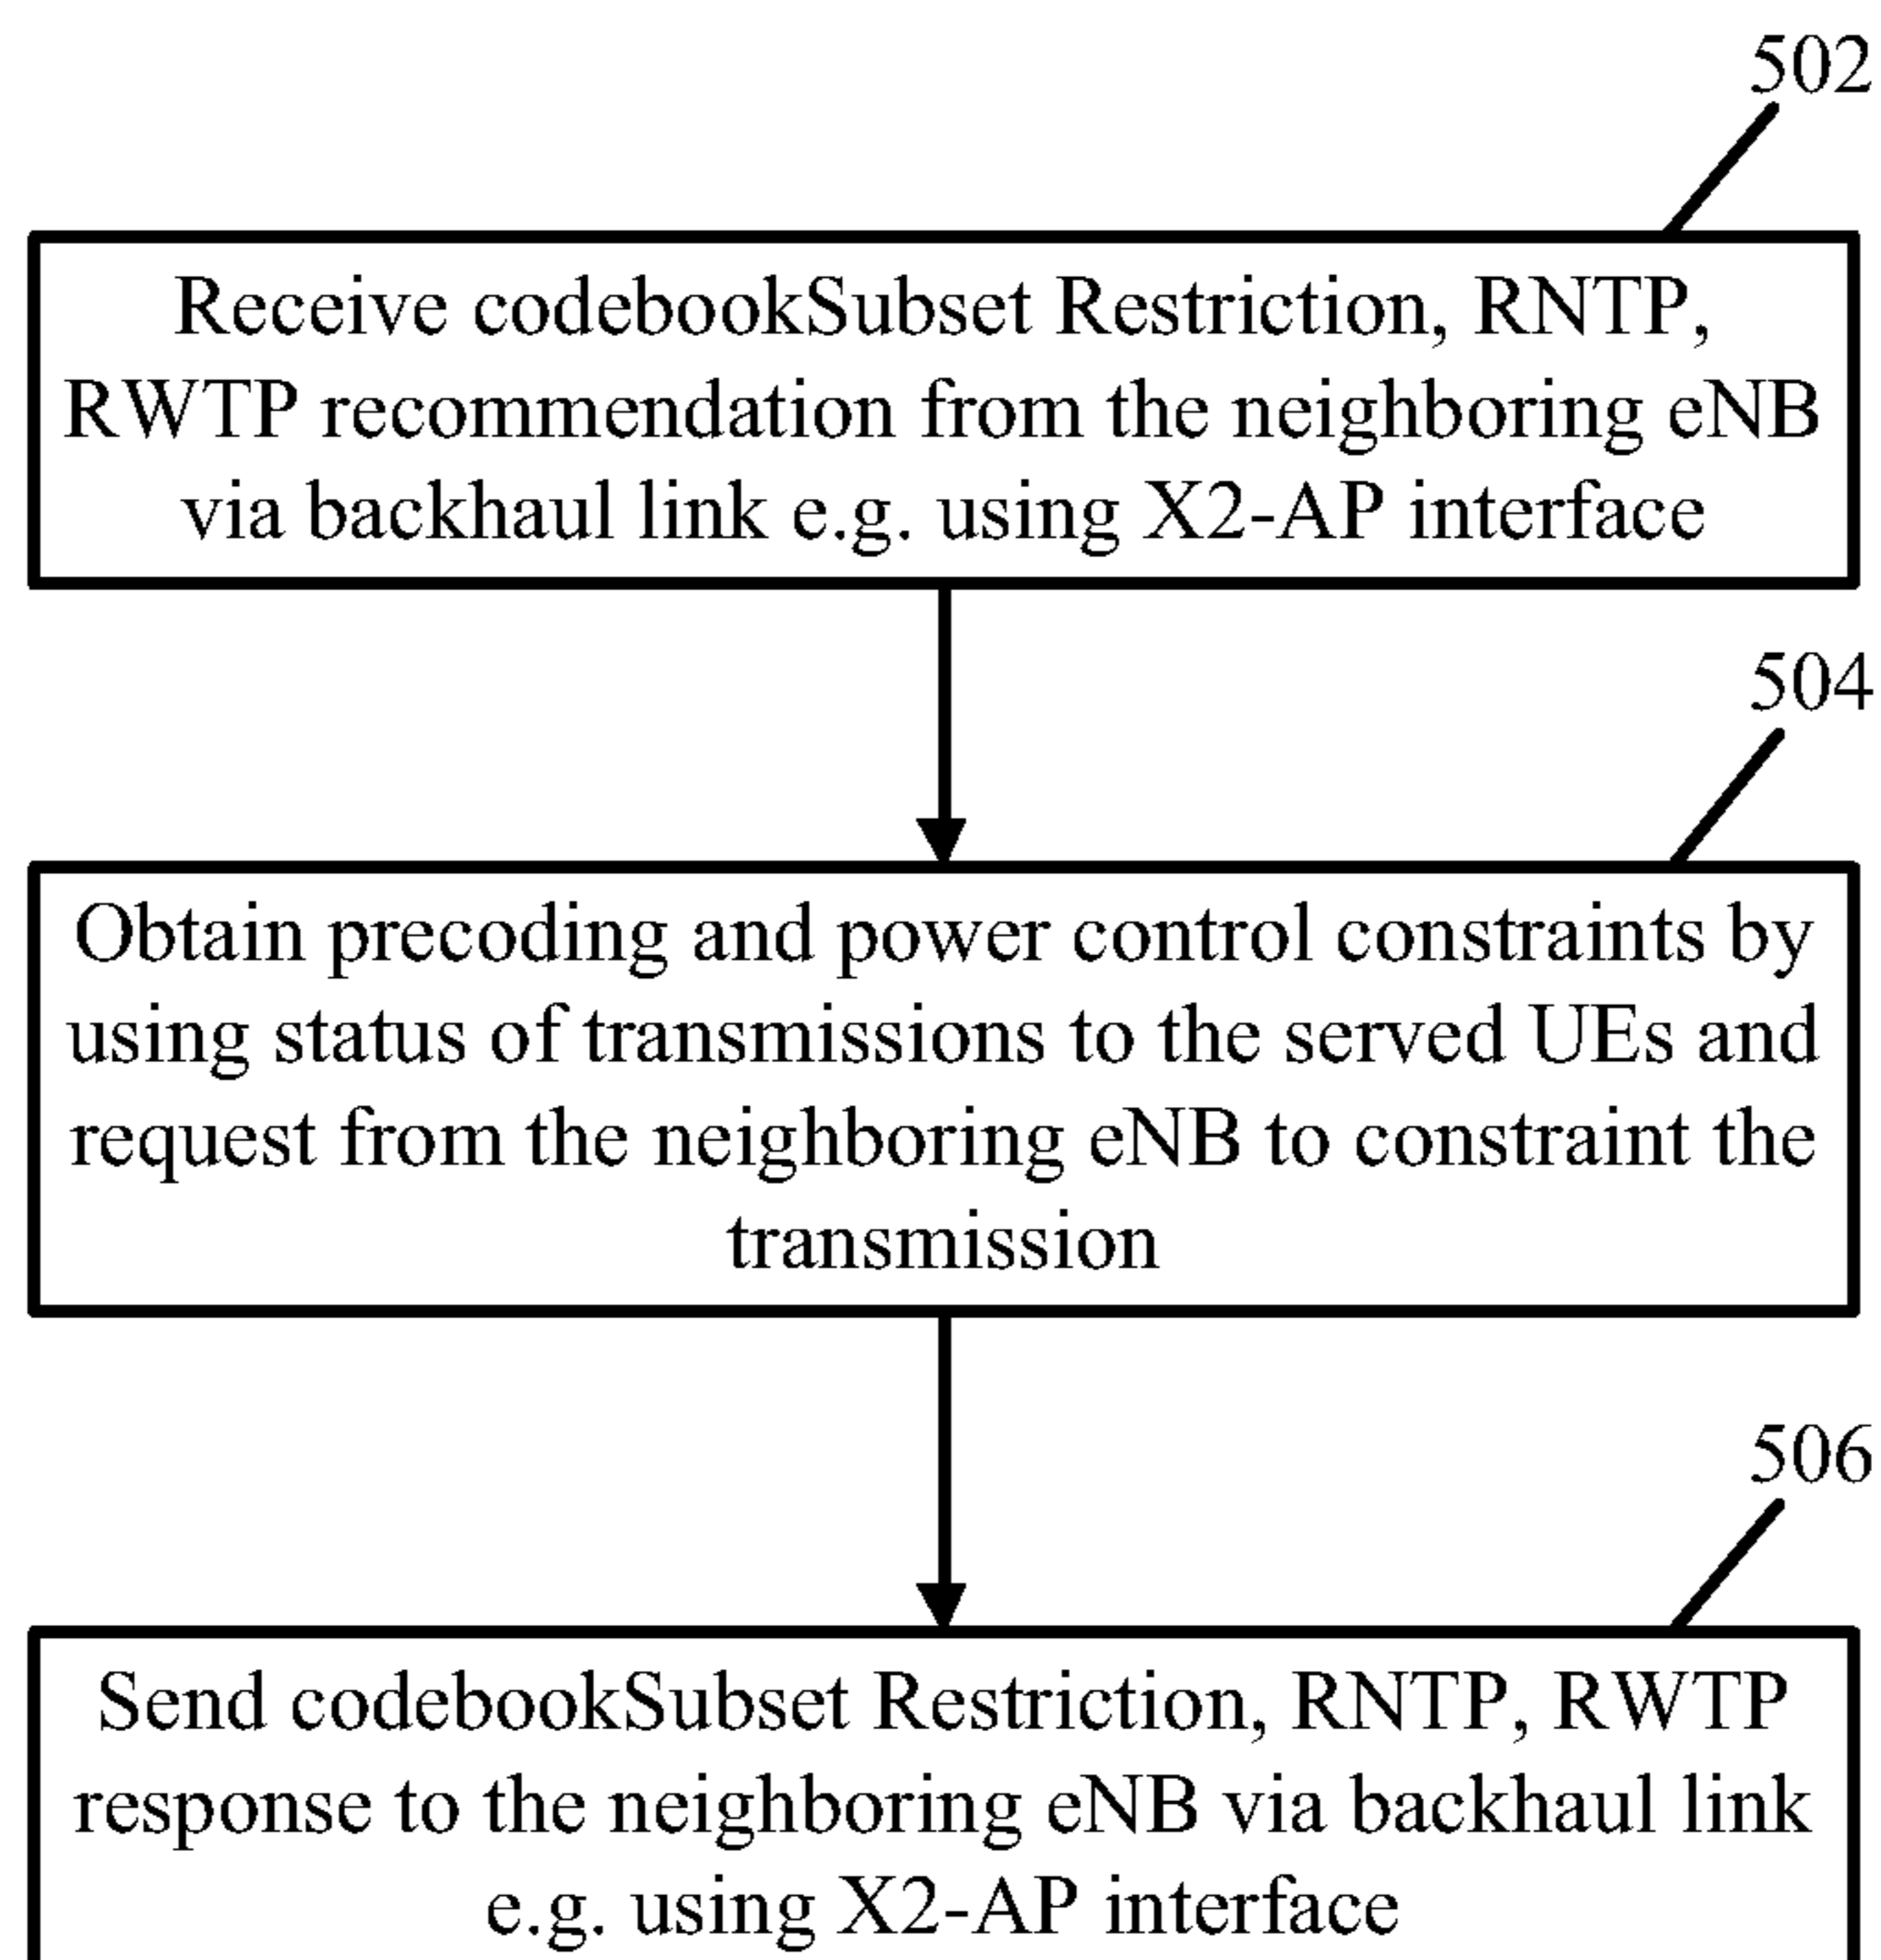 502
Receive codebookSubset Restriction, RNTP,
RWTP recommendation from the neighboring eNB
via backhaul link e.g. using X2-AP interface
504
Obtain precoding and power control constraints by
using status of transmissions to the served UEs and
request from the neighboring eNB to constraint the
transmission
506
Send codebookSubset Restriction, RNTP, RWTP
response to the neighboring eNB via backhaul link
e.g. using X2-AP interface